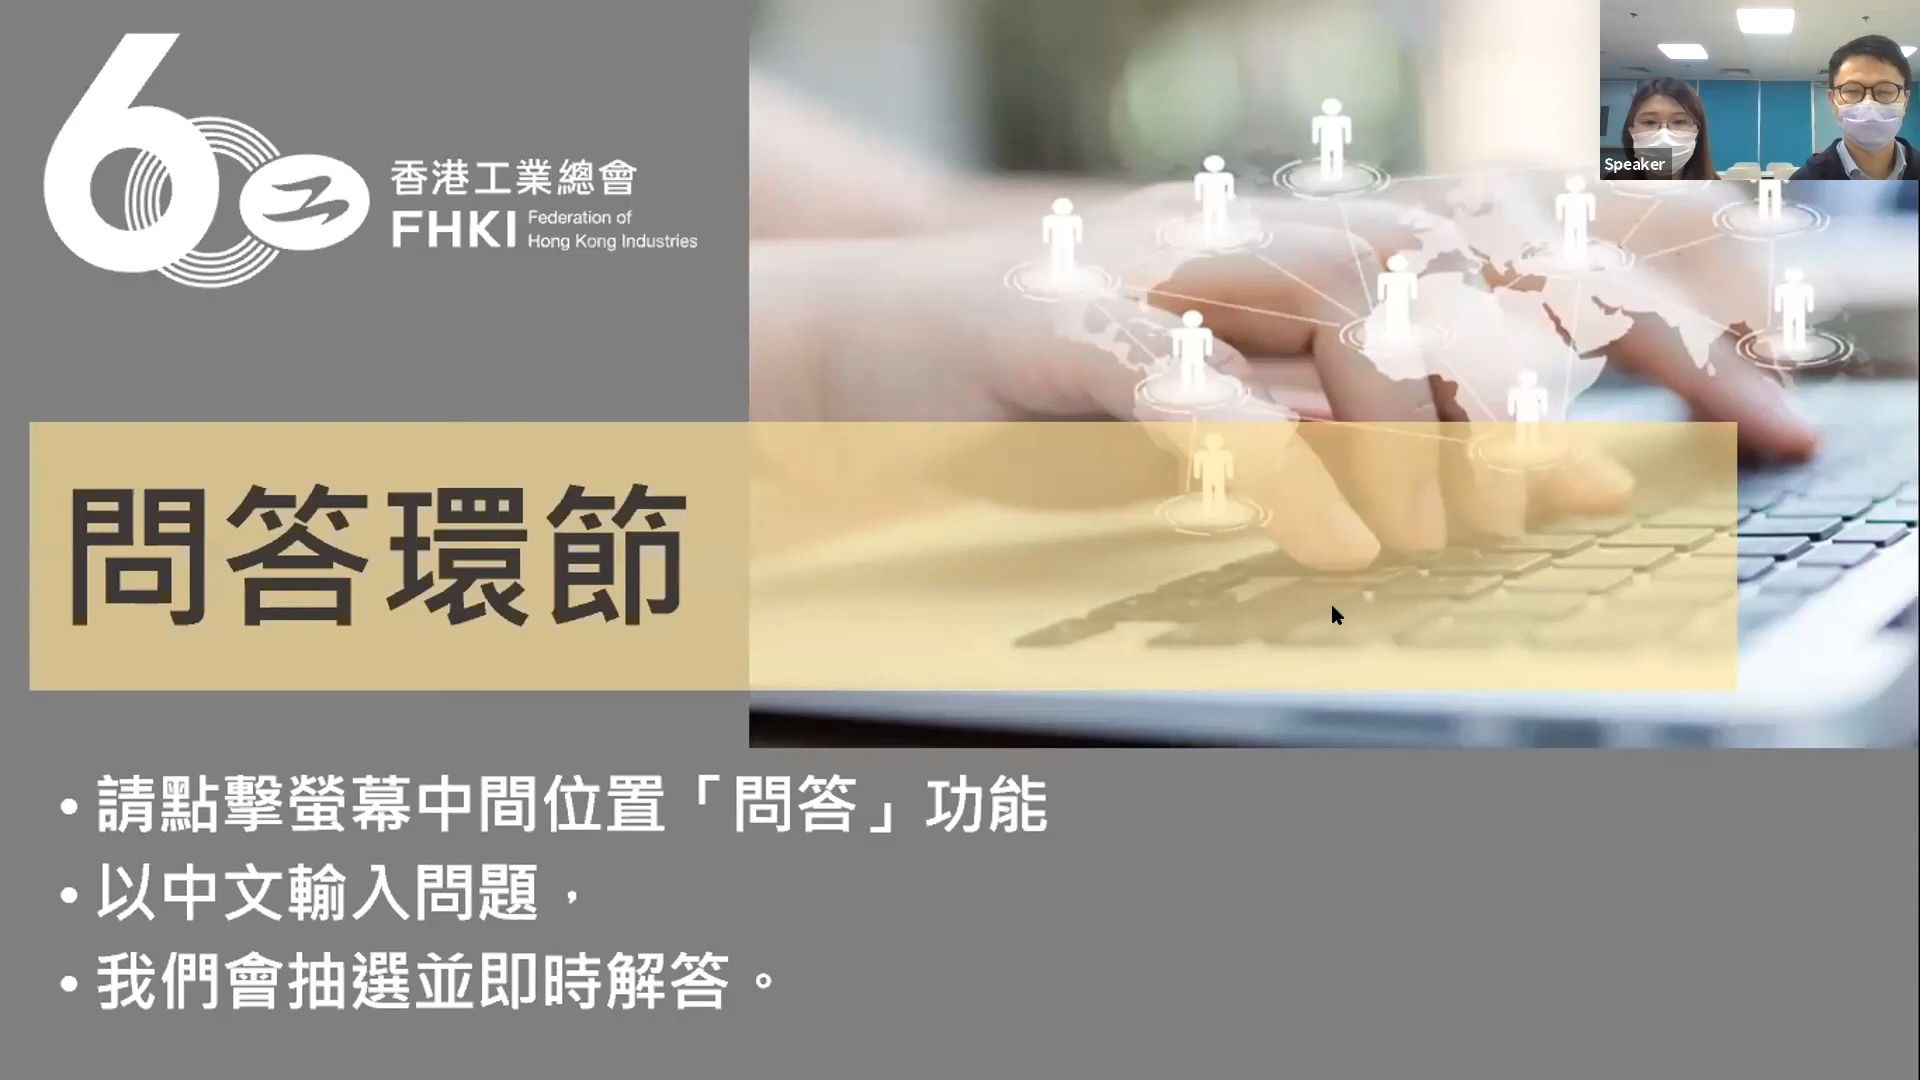 60
香港工業總會
FHKI Federation of
Hong Kong Industries
Speaker
問答環節
• 請點擊螢幕中間位置「問答」功能
• 以中文輸入問題，
• 我們會抽選並即時解答。